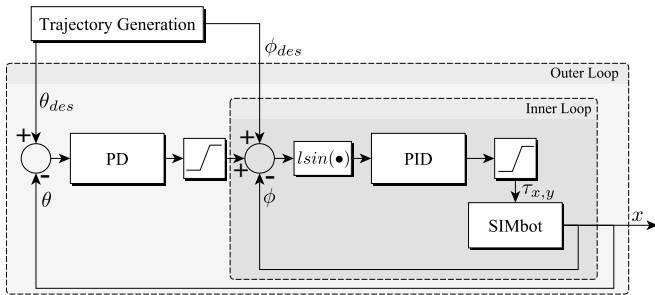 Trajectory Generation
ϕ_des
Outer Loop
θ_des
Inner Loop
+
+
PD
+
lsin(•)
PID
-
-
θ
ϕ
τ_x,y
SIMbot
x